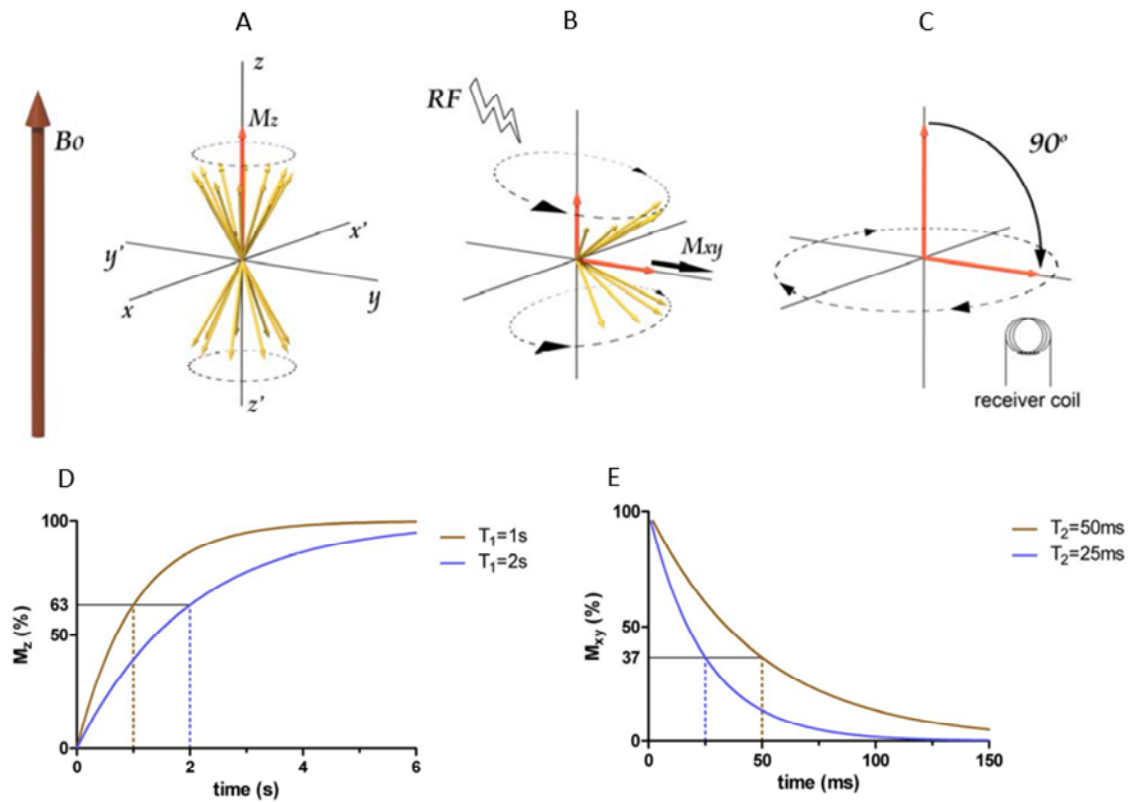 A
B
C
Bo
z
Mz
x'
y'
x
y
z'
RF
Mxy
90º
receiver coil
D
100
63
50
0
Mz (%)
0 2 4 6
time (s)
T1=1s
T1=2s
E
100
50
37
0
Mxy (%)
0 50 100 150
time (ms)
T2=50ms
T2=25ms